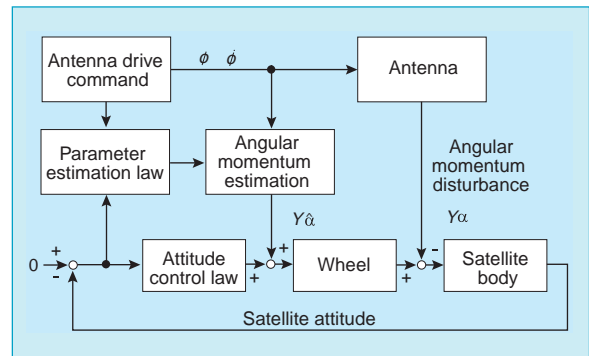 Antenna drive
command
ϕ ϕ̇
Antenna
Parameter
estimation law
Angular
momentum
estimation
Angular
momentum
disturbance
Yα̂
Yα
0
+
-
Attitude
control law
+
+
Wheel
+
-
Satellite
body
Satellite attitude